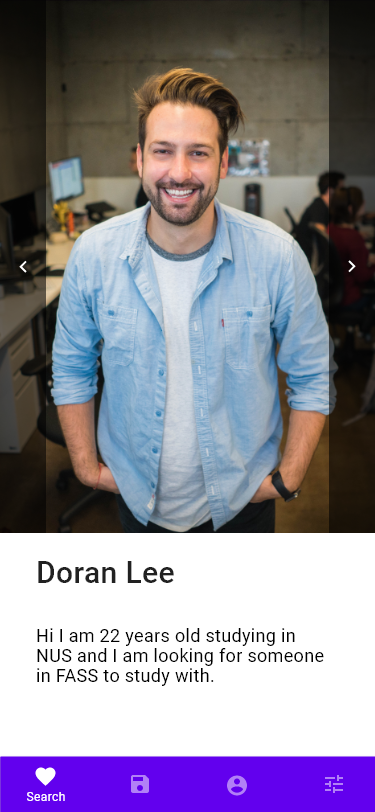 Doran Lee
Hi I am 22 years old studying in
NUS and I am looking for someone
in FASS to study with.
Search